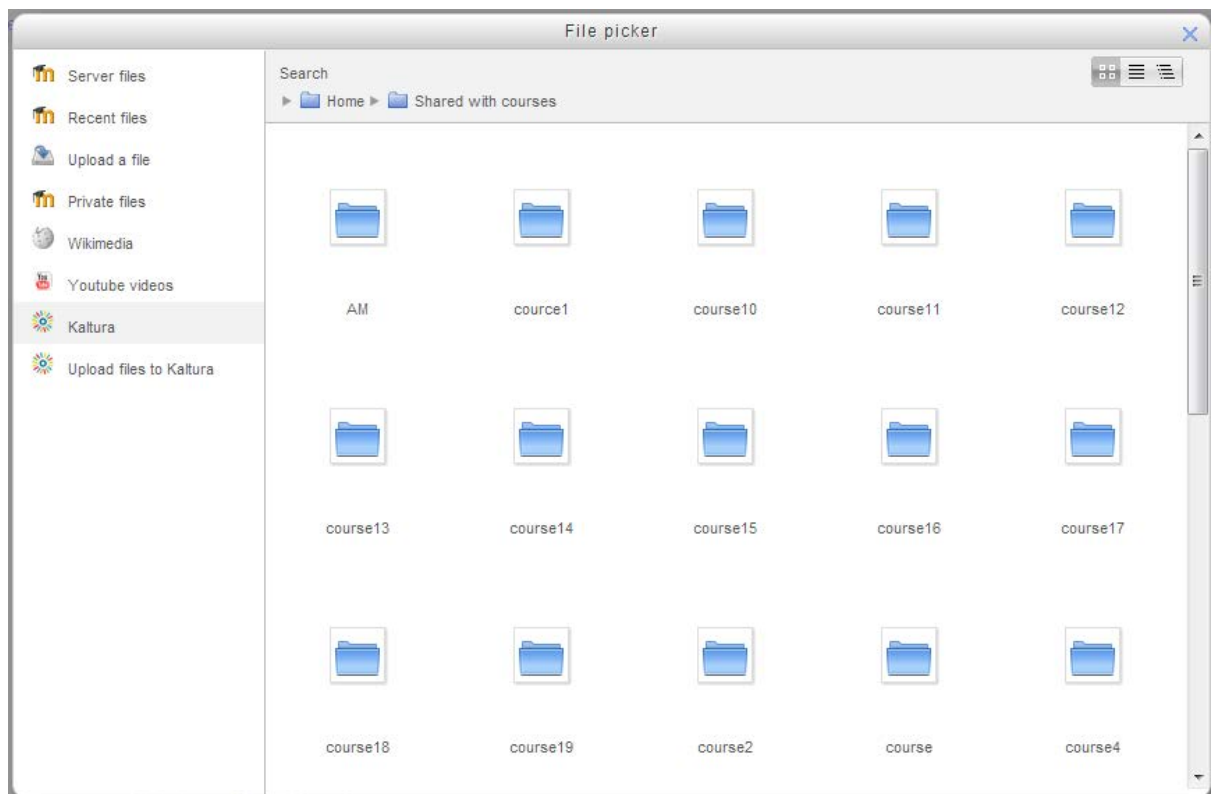 File picker
Server files
Recent files
Upload a file
Private files
Wikimedia
Youtube videos
Kaltura
Upload files to Kaltura
Search
Home Shared with courses
AM cource1 course10 course11 course12
course13 course14 course15 course16 course17
course18 course19 course2 course course4